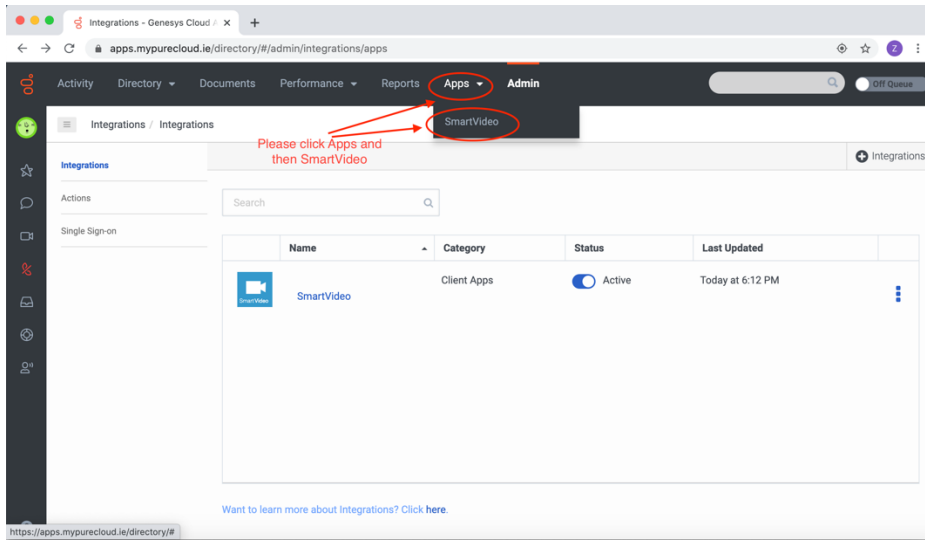 Integrations - Genesys Cloud
apps.mypurecloud.ie/directory/#/admin/integrations/apps
Z
Activity Directory Documents Performance Reports Apps Admin Off Queue
SmartVideo
Integrations / Integrations
Please click Apps and
then SmartVideo
Integrations
Integrations
Actions
Search
Single Sign-on
Name Category Status Last Updated
SmartVideo
SmartVideo
Client Apps
Active
Today at 6:12 PM
Want to learn more about Integrations? Click here.
https://apps.mypurecloud.ie/directory/#